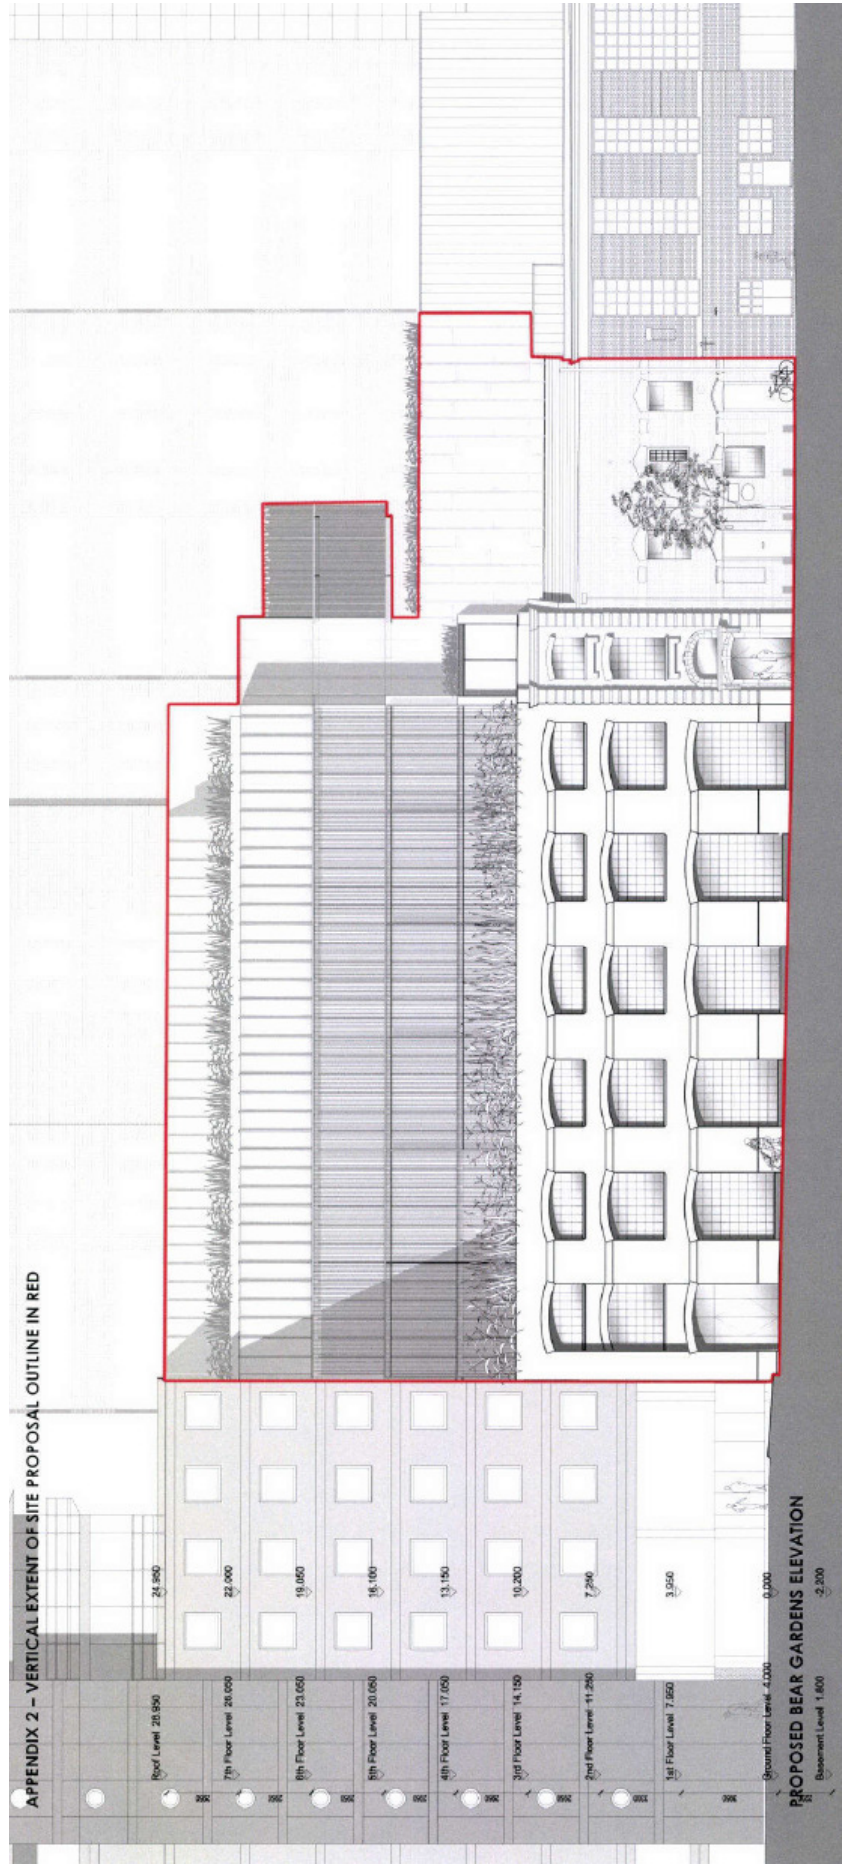 APPENDIX 2 – VERTICAL EXTENT OF SITE PROPOSAL OUTLINE IN RED
Roof Level 28.950 24.950
7th Floor Level 26.050 22.000
6th Floor Level 23.050 19.050
5th Floor Level 20.050 16.100
4th Floor Level 17.050 13.150
3rd Floor Level 14.150 10.200
2nd Floor Level 11.250 7.250
1st Floor Level 7.950 3.950
Ground Floor Level 4.000 0.000
PROPOSED BEAR GARDENS ELEVATION
Basement Level 1.800 -2.200